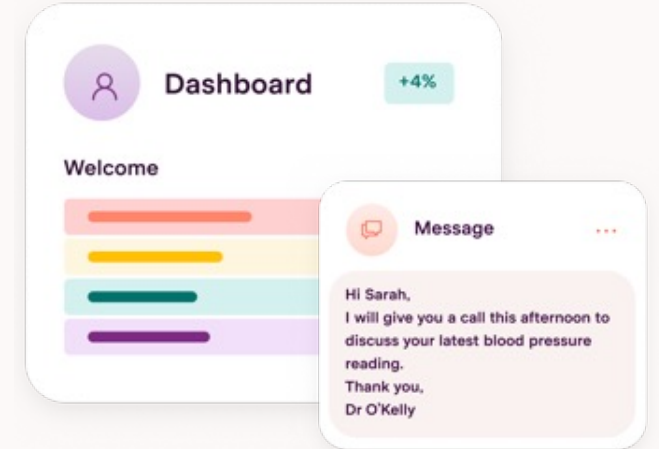 Dashboard
+4%
Welcome
Message
Hi Sarah,
I will give you a call this afternoon to
discuss your latest blood pressure
reading.
Thank you,
Dr O'Kelly